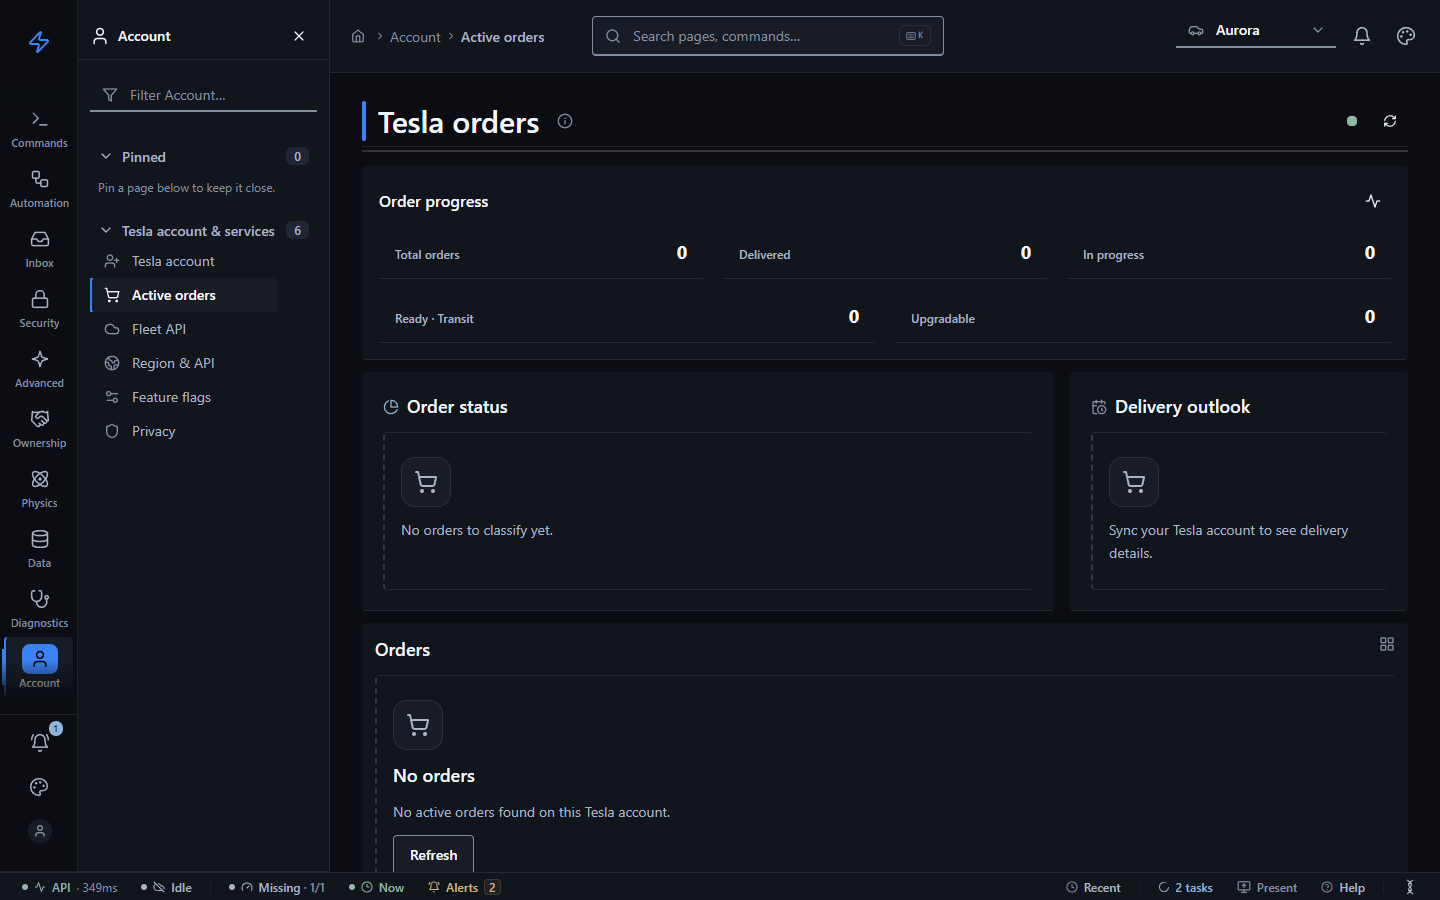 Commands
Automation
Inbox
Security
Advanced
Ownership
Physics
Data
Diagnostics
Account
1
Account
Filter Account...
Pinned 0
Pin a page below to keep it close.
Tesla account & services 6
Tesla account
Active orders
Fleet API
Region & API
Feature flags
Privacy
Account Active orders
Search pages, commands... K
Aurora
Tesla orders
Order progress
Total orders 0
Delivered 0
In progress 0
Ready · Transit 0
Upgradable 0
Order status
No orders to classify yet.
Delivery outlook
Sync your Tesla account to see delivery
details.
Orders
No orders
No active orders found on this Tesla account.
Refresh
API · 349ms Idle Missing · 1/1 Now Alerts 2 Recent 2 tasks Present Help